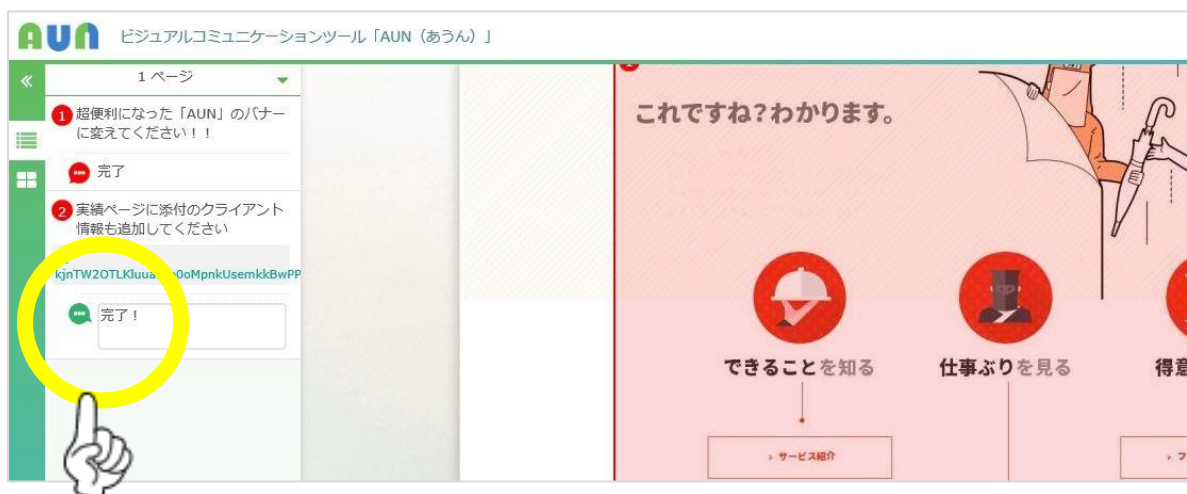 AUN ビジュアルコミュニケーションツール「AUN（あうん）」
1 ページ
1 超便利になった「AUN」のバナー
に変えてください！！
完了
2 実績ページに添付のクライアント
情報も追加してください
完了！
これですね？わかります。
できることを知る
仕事ぶりを見る
得意
› サービス紹介
› フ